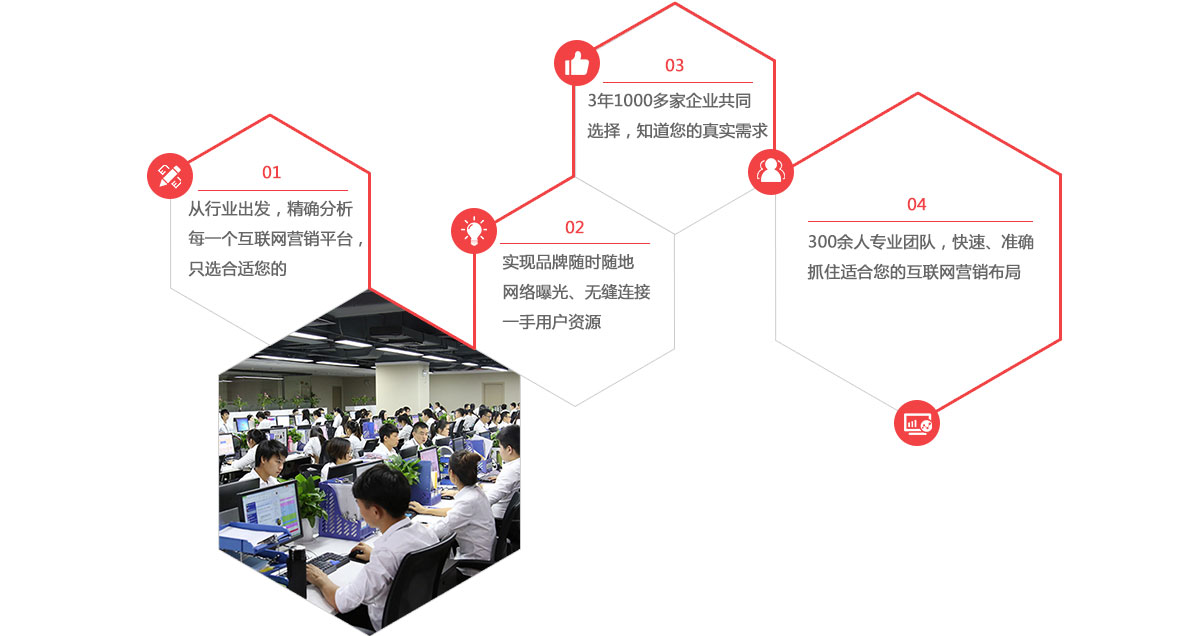 01
从行业出发，精确分析
每一个互联网营销平台，
只选合适您的
02
实现品牌随时随地
网络曝光、无缝连接
一手用户资源
03
3年1000多家企业共同
选择，知道您的真实需求
04
300余人专业团队，快速、准确
抓住适合您的互联网营销布局